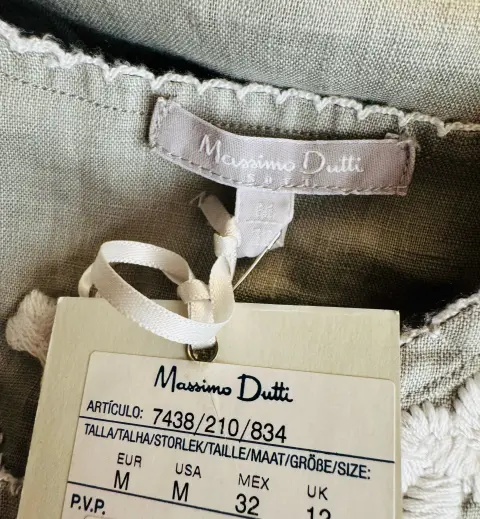 Massimo Dutti
Massimo Dutti
ARTÍCULO: 7438/210/834
TALLA/TALHA/STORLEK/TAILLE/MAAT/GRÖßE/SIZE:
EUR USA MEX UK
M M 32 12
P.V.P.